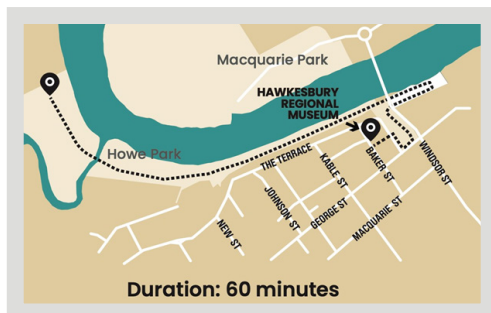 Macquarie Park
HAWKESBURY
REGIONAL
MUSEUM
Howe Park
THE TERRACE
KABLE ST
BAKER ST
WINDSOR ST
JOHNSON ST
GEORGE ST
MACQUARIE ST
NEW ST
Duration: 60 minutes